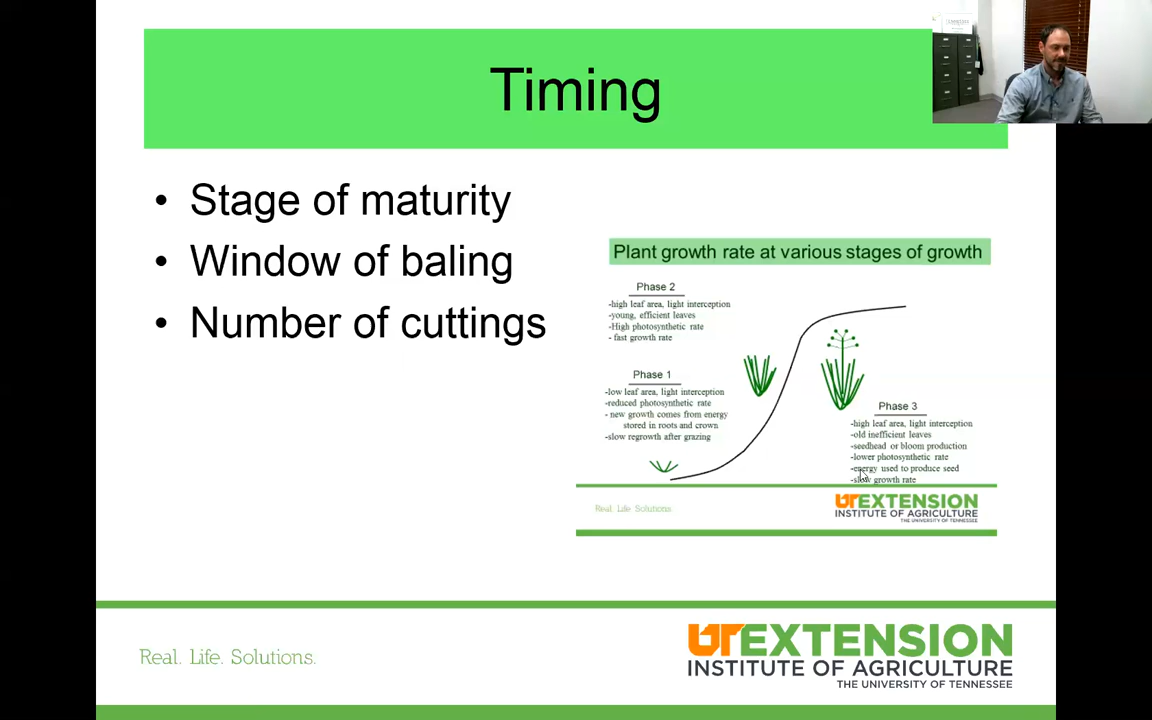 Timing
• Stage of maturity
• Window of baling
• Number of cuttings
Plant growth rate at various stages of growth
Phase 2
-high leaf area, light interception
-young, efficient leaves
-High photosynthetic rate
- fast growth rate
Phase 1
-low leaf area, light interception
-reduced photosynthetic rate
- new growth comes from energy
stored in roots and crown
-slow regrowth after grazing
Phase 3
-high leaf area, light interception
-old inefficient leaves
-seedhead or bloom production
-lower photosynthetic rate
-energy used to produce seed
-slow growth rate
Real. Life. Solutions.
UT EXTENSION
INSTITUTE OF AGRICULTURE
THE UNIVERSITY OF TENNESSEE
Real. Life. Solutions.
UT EXTENSION
INSTITUTE OF AGRICULTURE
THE UNIVERSITY OF TENNESSEE